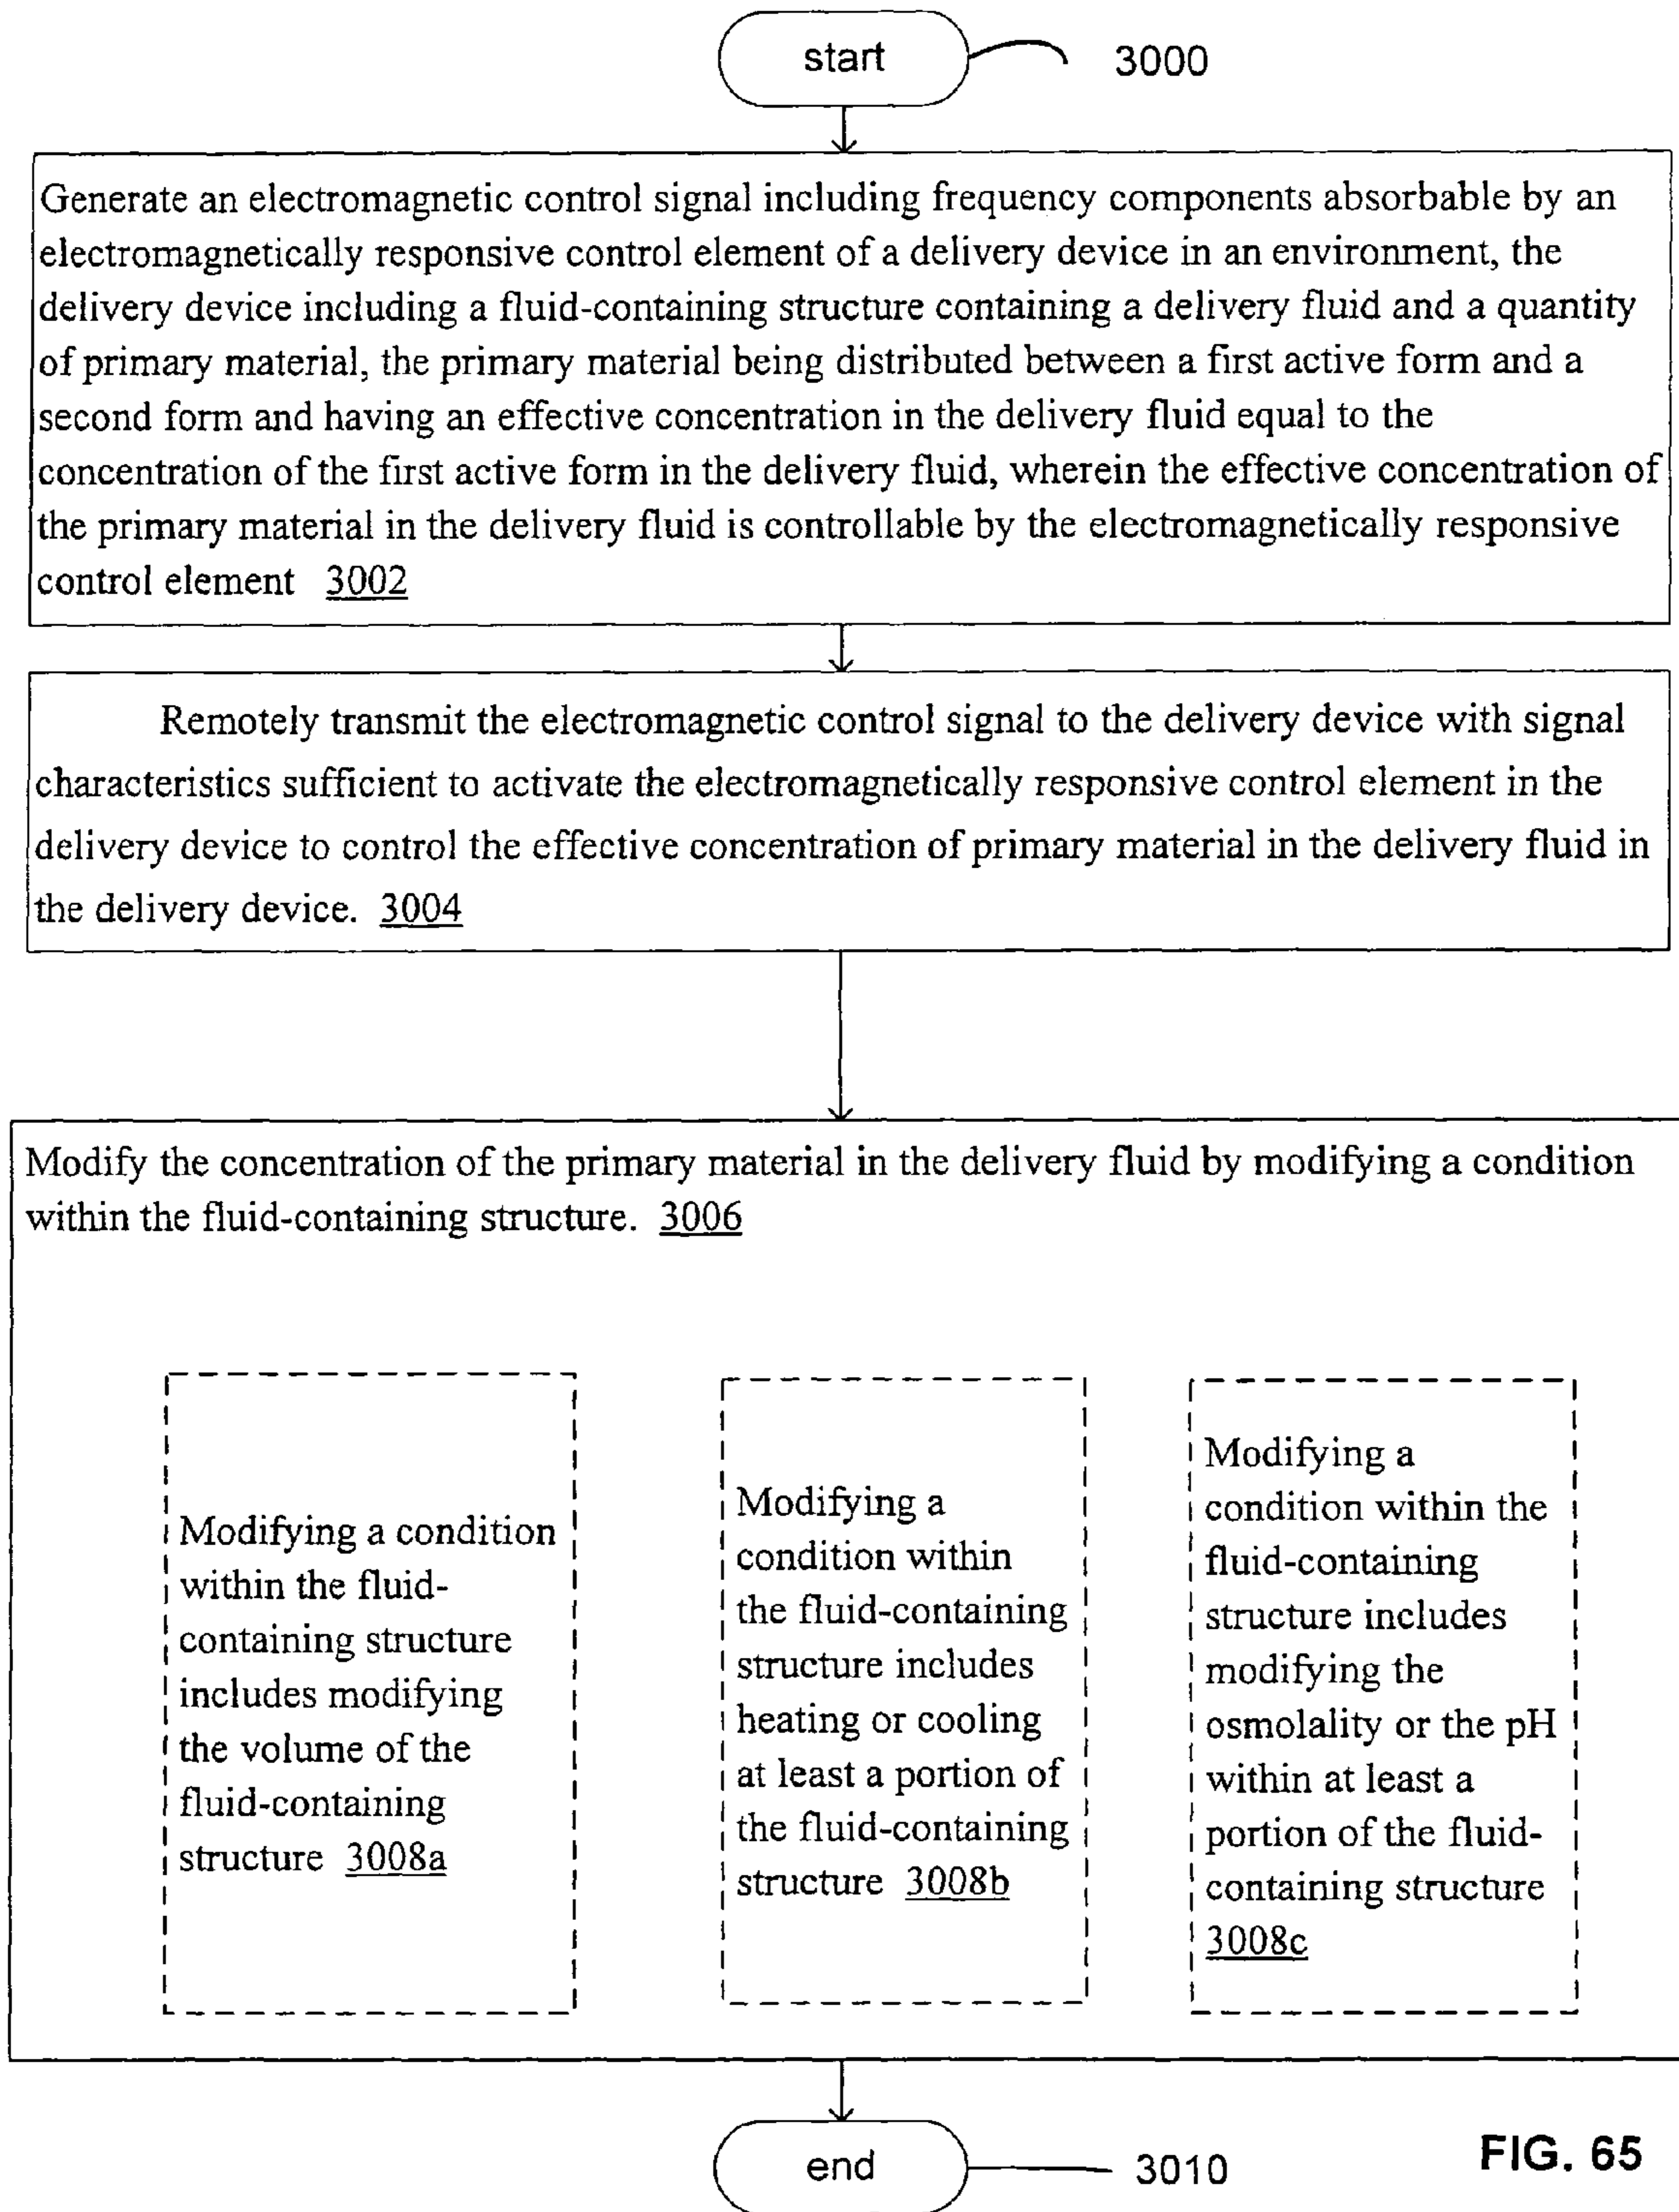 start
3000
Generate an electromagnetic control signal including frequency components absorbable by an
electromagnetically responsive control element of a delivery device in an environment, the
delivery device including a fluid-containing structure containing a delivery fluid and a quantity
of primary material, the primary material being distributed between a first active form and a
second form and having an effective concentration in the delivery fluid equal to the
concentration of the first active form in the delivery fluid, wherein the effective concentration of
the primary material in the delivery fluid is controllable by the electromagnetically responsive
control element 3002
Remotely transmit the electromagnetic control signal to the delivery device with signal
characteristics sufficient to activate the electromagnetically responsive control element in the
delivery device to control the effective concentration of primary material in the delivery fluid in
the delivery device. 3004
Modify the concentration of the primary material in the delivery fluid by modifying a condition
within the fluid-containing structure. 3006
Modifying a condition
within the fluid-
containing structure
includes modifying
the volume of the
fluid-containing
structure 3008a
Modifying a
condition within
the fluid-containing
structure includes
heating or cooling
at least a portion of
the fluid-containing
structure 3008b
Modifying a
condition within the
fluid-containing
structure includes
modifying the
osmolality or the pH
within at least a
portion of the fluid-
containing structure
3008c
end
3010
FIG. 65